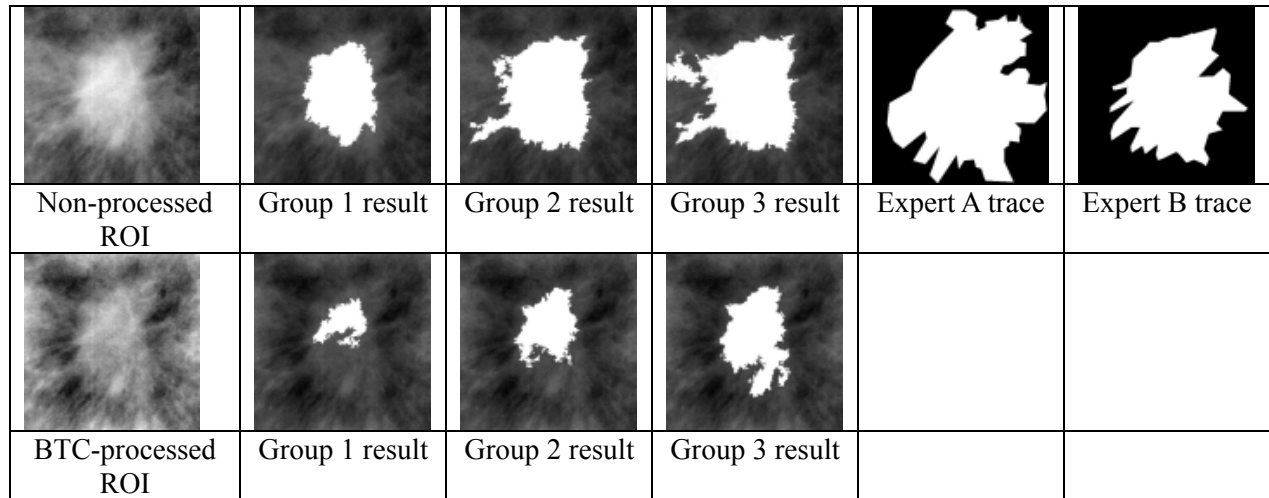 Non-processed ROI
Group 1 result
Group 2 result
Group 3 result
Expert A trace
Expert B trace
BTC-processed ROI
Group 1 result
Group 2 result
Group 3 result